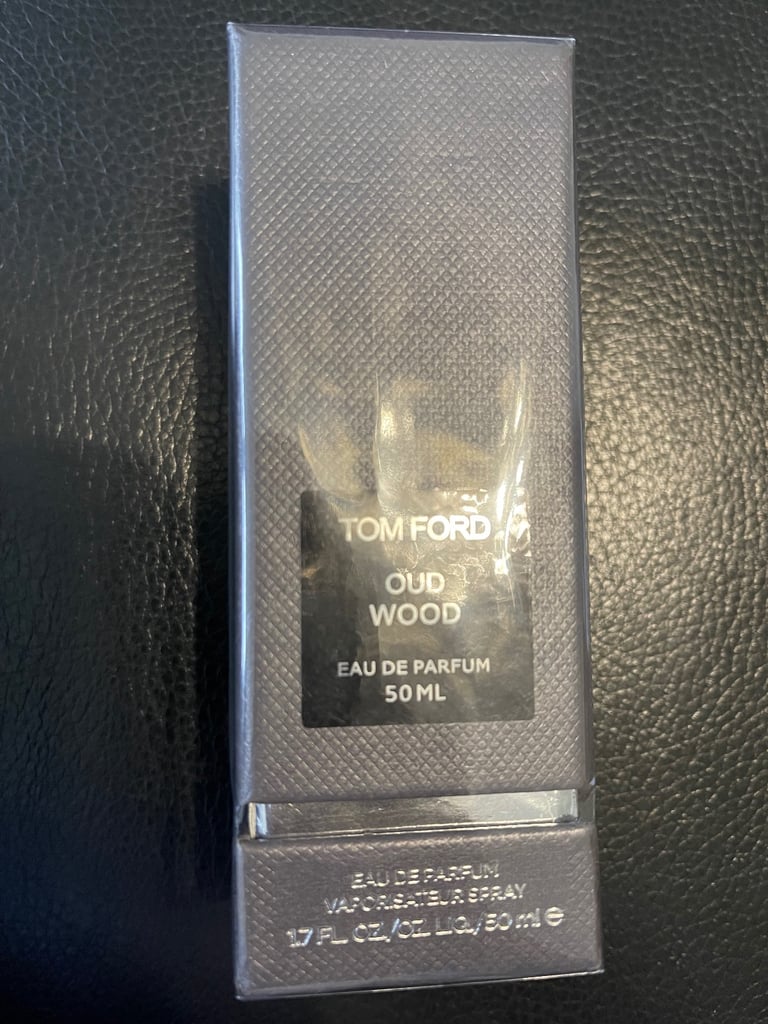 TOM FORD
OUD
WOOD
EAU DE PARFUM
50 ML
EAU DE PARFUM
VAPORISATEUR SPRAY
1.7 FL. OZ./OZ. LIQ./50 ml ℮